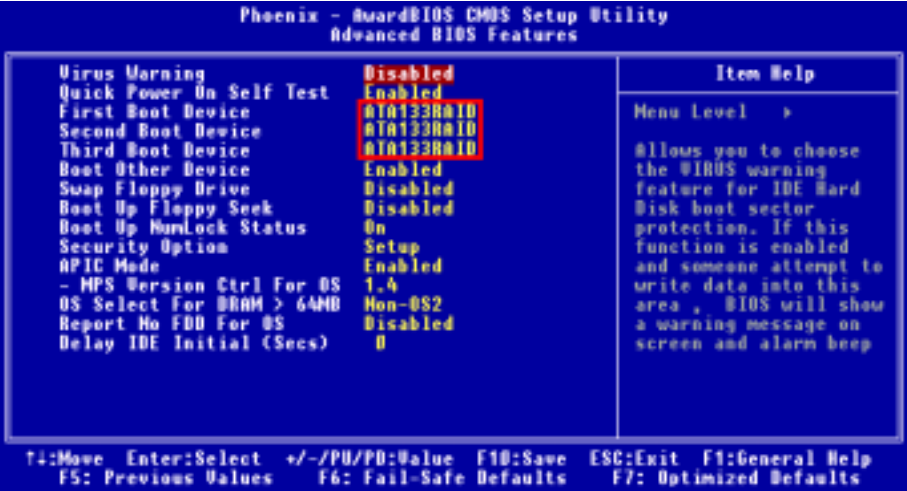 Phoenix - AwardBIOS CMOS Setup Utility
Advanced BIOS Features
Virus Warning Disabled
Quick Power On Self Test Enabled
First Boot Device ATA133RAID
Second Boot Device ATA133RAID
Third Boot Device ATA133RAID
Boot Other Device Enabled
Swap Floppy Drive Disabled
Boot Up Floppy Seek Disabled
Boot Up NumLock Status On
Security Option Setup
APIC Mode Enabled
- MPS Version Ctrl For OS 1.4
OS Select For DRAM > 64MB Non-OS2
Report No FDD For OS Disabled
Delay IDE Initial (Secs) 0
Item Help
Menu Level ▸
Allows you to choose
the VIRUS warning
feature for IDE Hard
Disk boot sector
protection. If this
function is enabled
and someone attempt to
write data into this
area , BIOS will show
a warning message on
screen and alarm beep
↑↓:Move Enter:Select +/-/PU/PD:Value F10:Save ESC:Exit F1:General Help
F5: Previous Values F6: Fail-Safe Defaults F7: Optimized Defaults